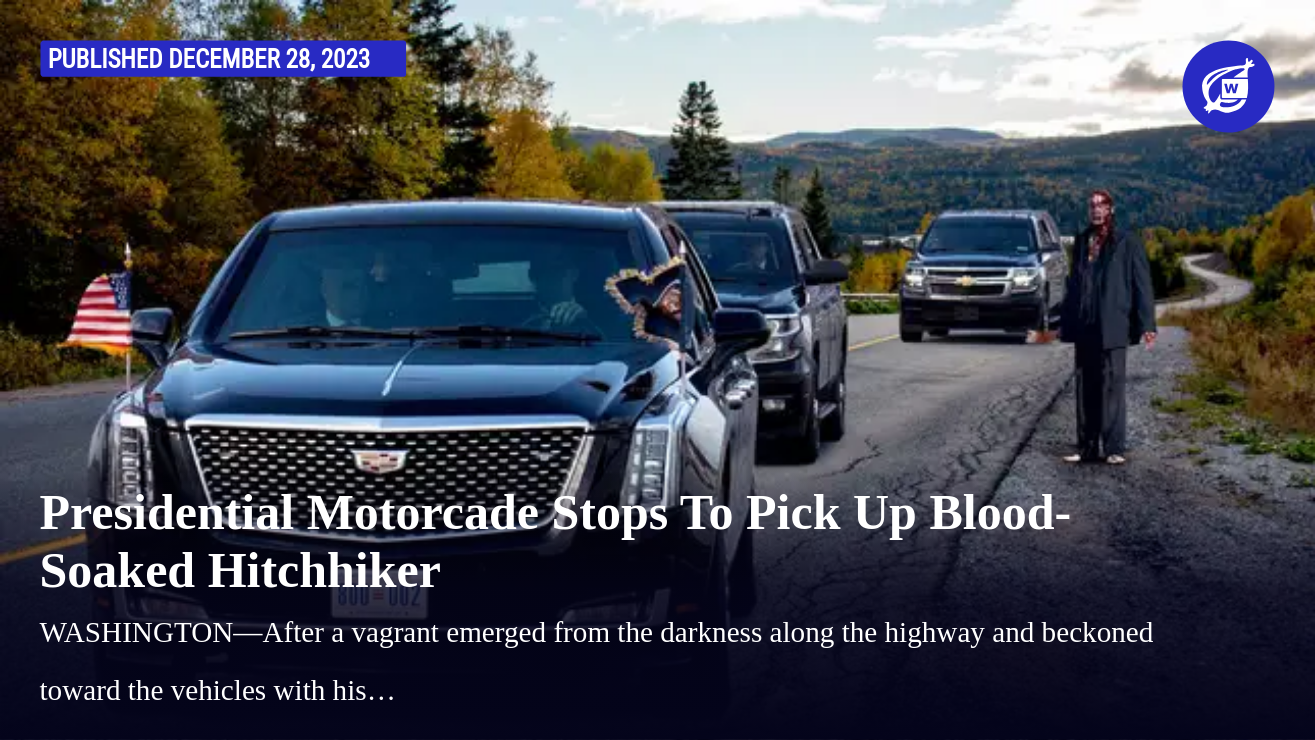 PUBLISHED DECEMBER 28, 2023
W
Presidential Motorcade Stops To Pick Up Blood-
Soaked Hitchhiker
800-002
WASHINGTON—After a vagrant emerged from the darkness along the highway and beckoned
toward the vehicles with his…